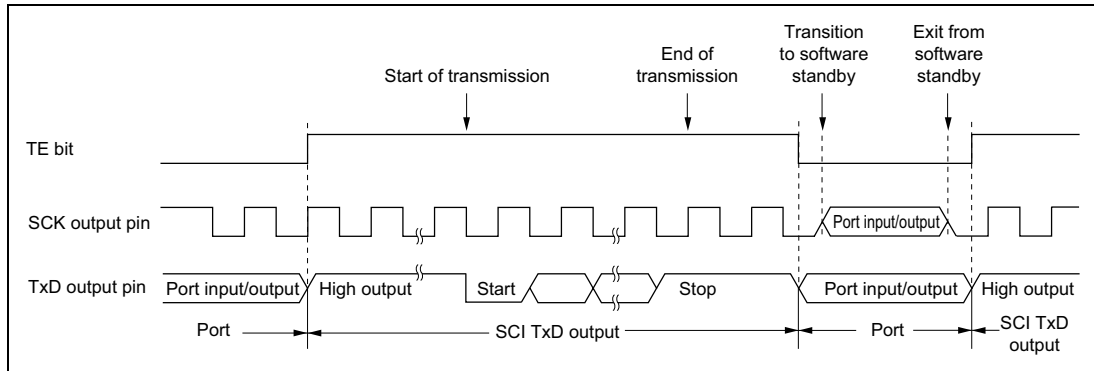 Transition
to software
standby
Exit from
software
standby
Start of transmission
End of
transmission
TE bit
SCK output pin
Port input/output
TxD output pin
Port input/output
High output
Start
Stop
Port input/output
High output
Port
SCI TxD output
Port
SCI TxD
output